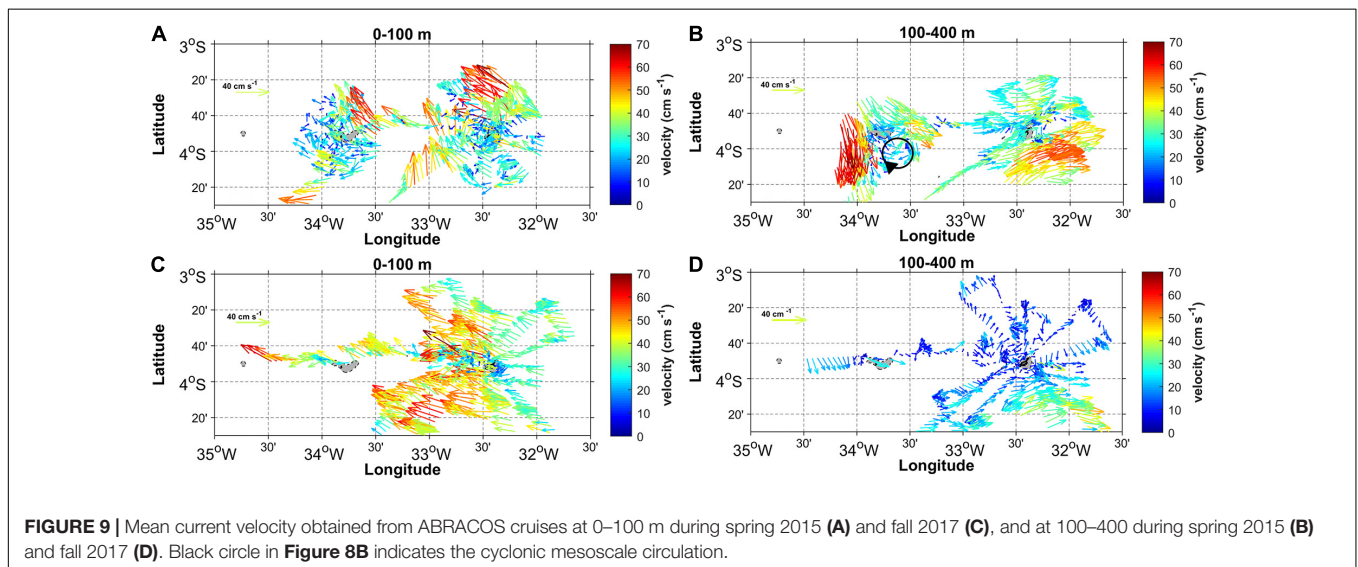 A
0-100 m
3°S
20'
40'
4°S
20'
Latitude
40 cm s⁻¹
35°W 30' 34°W 30' 33°W 30' 32°W 30'
Longitude
70
60
50
40
30
20
10
0
velocity (cm s⁻¹)
B
100-400 m
3°S
20'
40'
4°S
20'
Latitude
40 cm s⁻¹
35°W 30' 34°W 30' 33°W 30' 32°W 30'
Longitude
70
60
50
40
30
20
10
0
velocity (cm s⁻¹)
C
0-100 m
3°S
20'
40'
4°S
20'
Latitude
40 cm s⁻¹
35°W 30' 34°W 30' 33°W 30' 32°W 30'
Longitude
70
60
50
40
30
20
10
0
velocity (cm s⁻¹)
D
100-400 m
3°S
20'
40'
4°S
20'
Latitude
40 cm⁻¹
35°W 30' 34°W 30' 33°W 30' 32°W 30'
Longitude
70
60
50
40
30
20
10
0
velocity (cm s⁻¹)
FIGURE 9 | Mean current velocity obtained from ABRACOS cruises at 0–100 m during spring 2015 (A) and fall 2017 (C), and at 100–400 during spring 2015 (B)
and fall 2017 (D). Black circle in Figure 8B indicates the cyclonic mesoscale circulation.